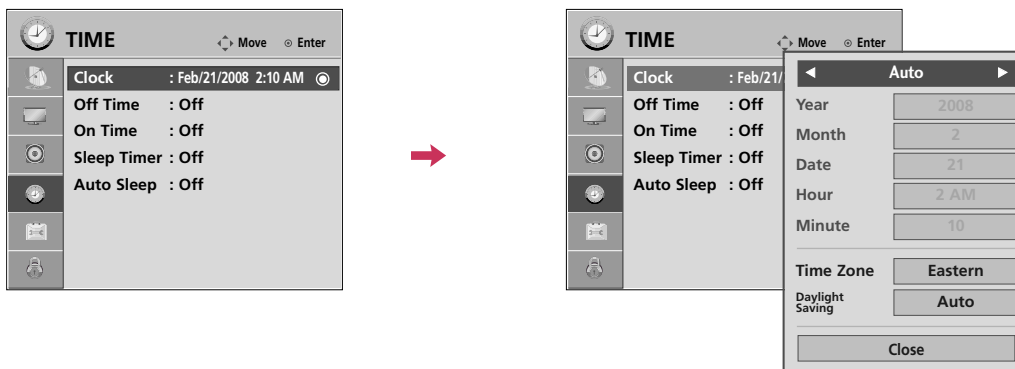 TIME
Move
Enter
Clock : Feb/21/2008 2:10 AM
Off Time : Off
On Time : Off
Sleep Timer : Off
Auto Sleep : Off
TIME
Move
Enter
Clock : Feb/21/
Off Time : Off
On Time : Off
Sleep Timer : Off
Auto Sleep : Off
Auto
Year 2008
Month 2
Date 21
Hour 2 AM
Minute 10
Time Zone Eastern
Daylight
Saving Auto
Close